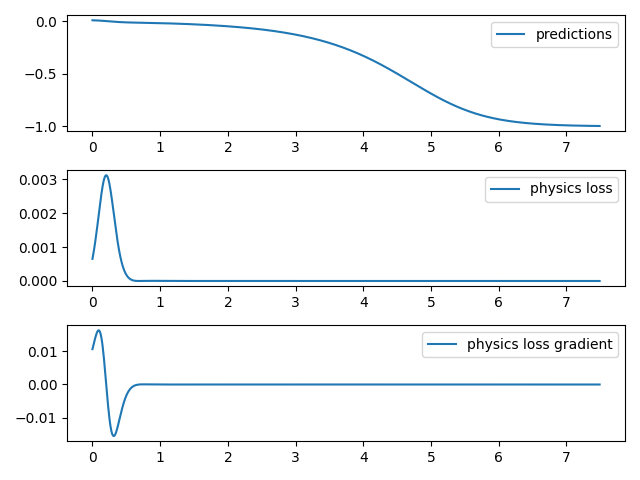 0.0
−0.5
−1.0
predictions
0 1 2 3 4 5 6 7
0.003
0.002
0.001
0.000
physics loss
0 1 2 3 4 5 6 7
0.01
0.00
−0.01
physics loss gradient
0 1 2 3 4 5 6 7